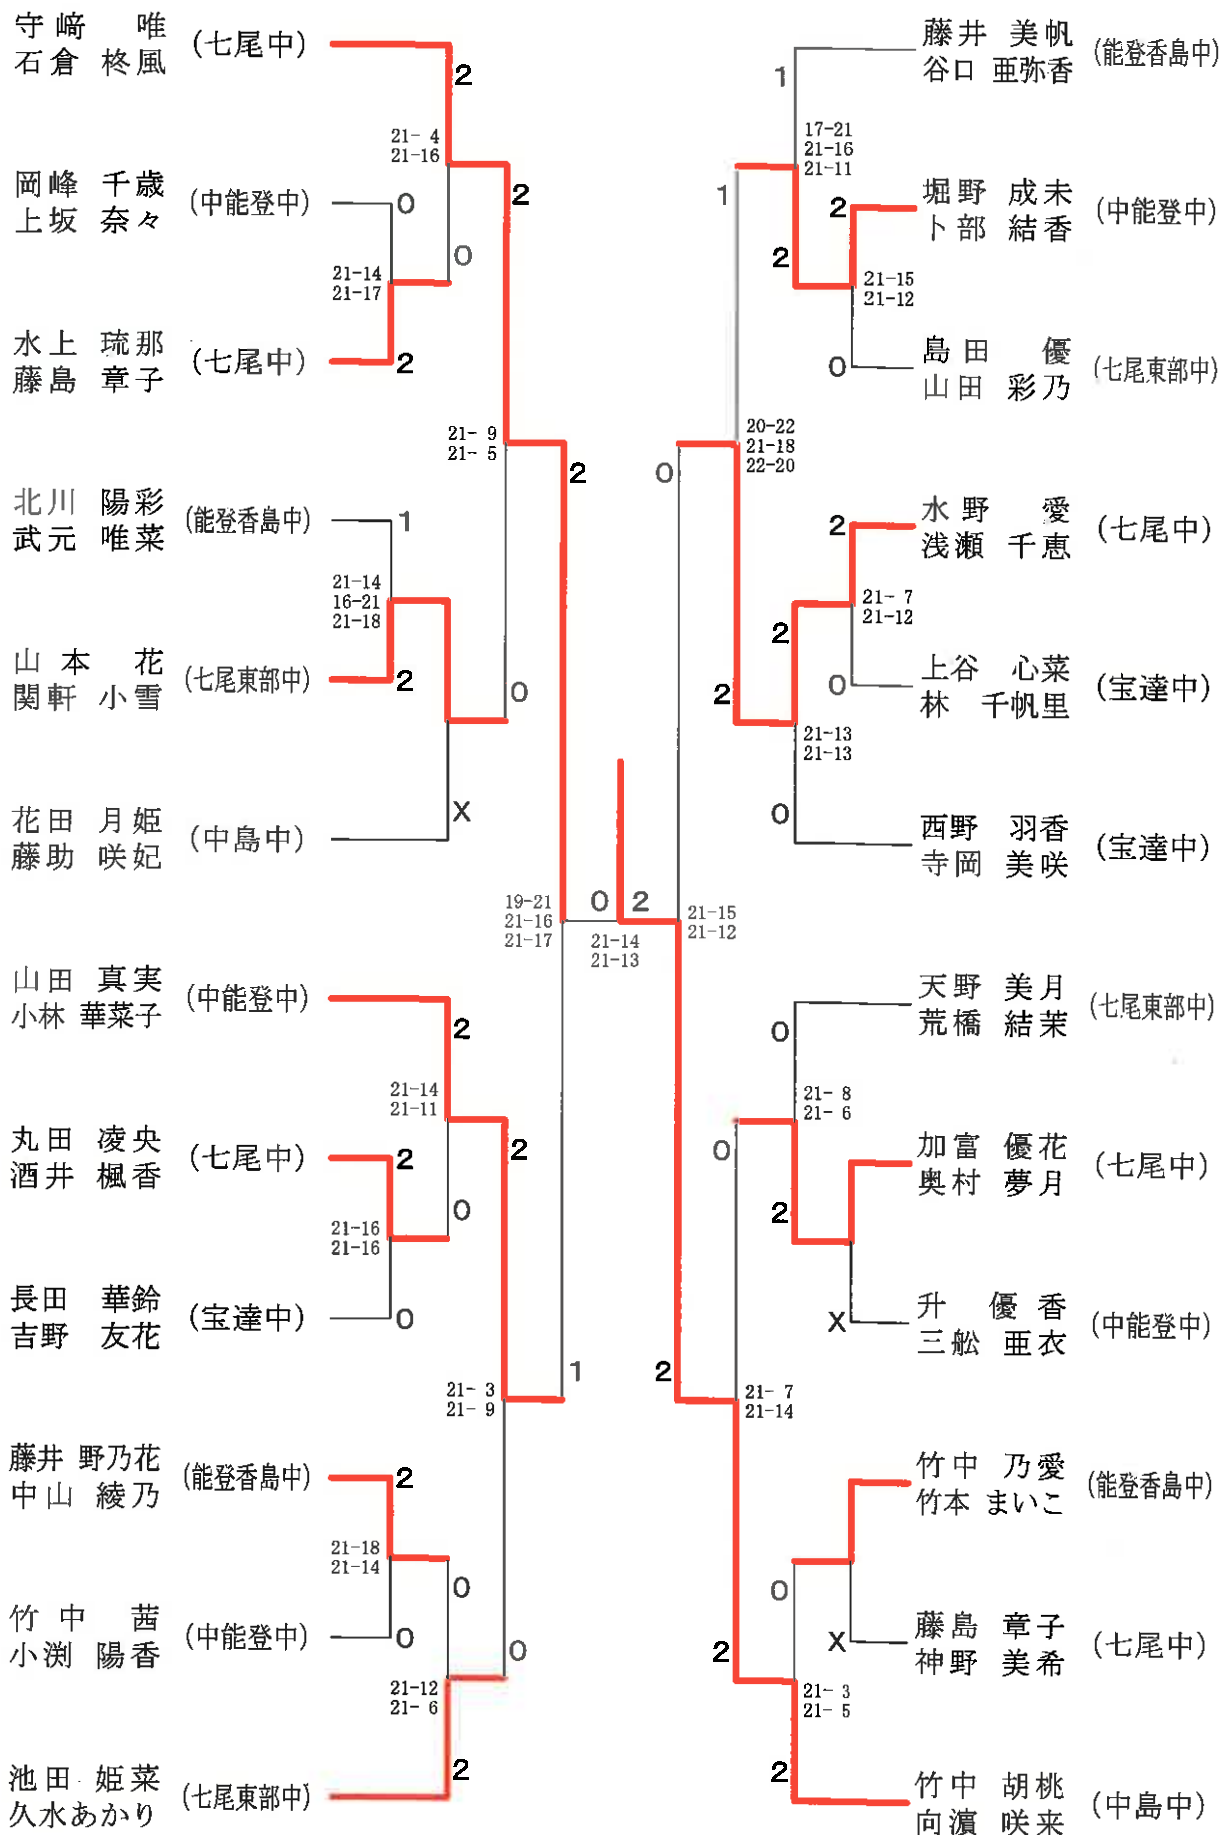 守﨑 唯
石倉 柊風
(七尾中)
2
21- 4
21-16
岡峰 千歳
上坂 奈々
(中能登中)
0
2
0
21-14
21-17
水上 琉那
藤島 章子
(七尾中)
2
21- 9
21- 5
2
北川 陽彩
武元 唯菜
(能登香島中)
1
21-14
16-21
21-18
山本 花
関軒 小雪
(七尾東部中)
2
0
花田 月姫
藤助 咲妃
(中島中)
X
19-21
21-16
21-17
0
2
21-14
21-13
山田 真実
小林 華菜子
(中能登中)
2
21-14
21-11
丸田 凌央
酒井 楓香
(七尾中)
2
2
0
21-16
21-16
長田 華鈴
吉野 友花
(宝達中)
0
1
21- 3
21- 9
藤井 野乃花
中山 綾乃
(能登香島中)
2
21-18
21-14
0
竹中 茜
小渕 陽香
(中能登中)
0
0
21-12
21- 6
池田 姫菜
久水あかり
(七尾東部中)
2
藤井 美帆
谷口 亜弥香
(能登香島中)
1
17-21
21-16
21-11
1
堀野 成未
卜部 結香
(中能登中)
2
2
21-15
21-12
島田 優
山田 彩乃
(七尾東部中)
0
20-22
21-18
22-20
0
水野 愛
浅瀬 千恵
(七尾中)
2
21- 7
21-12
2
上谷 心菜
林 千帆里
(宝達中)
0
2
21-13
21-13
0
西野 羽香
寺岡 美咲
(宝達中)
21-15
21-12
天野 美月
荒橋 結茉
(七尾東部中)
0
21- 8
21- 6
0
加富 優花
奥村 夢月
(七尾中)
2
升 優香
三舩 亜衣
(中能登中)
X
2
21- 7
21-14
竹中 乃愛
竹本 まいこ
(能登香島中)
0
藤島 章子
神野 美希
(七尾中)
X
2
21- 3
21- 5
2
竹中 胡桃
向濵 咲来
(中島中)